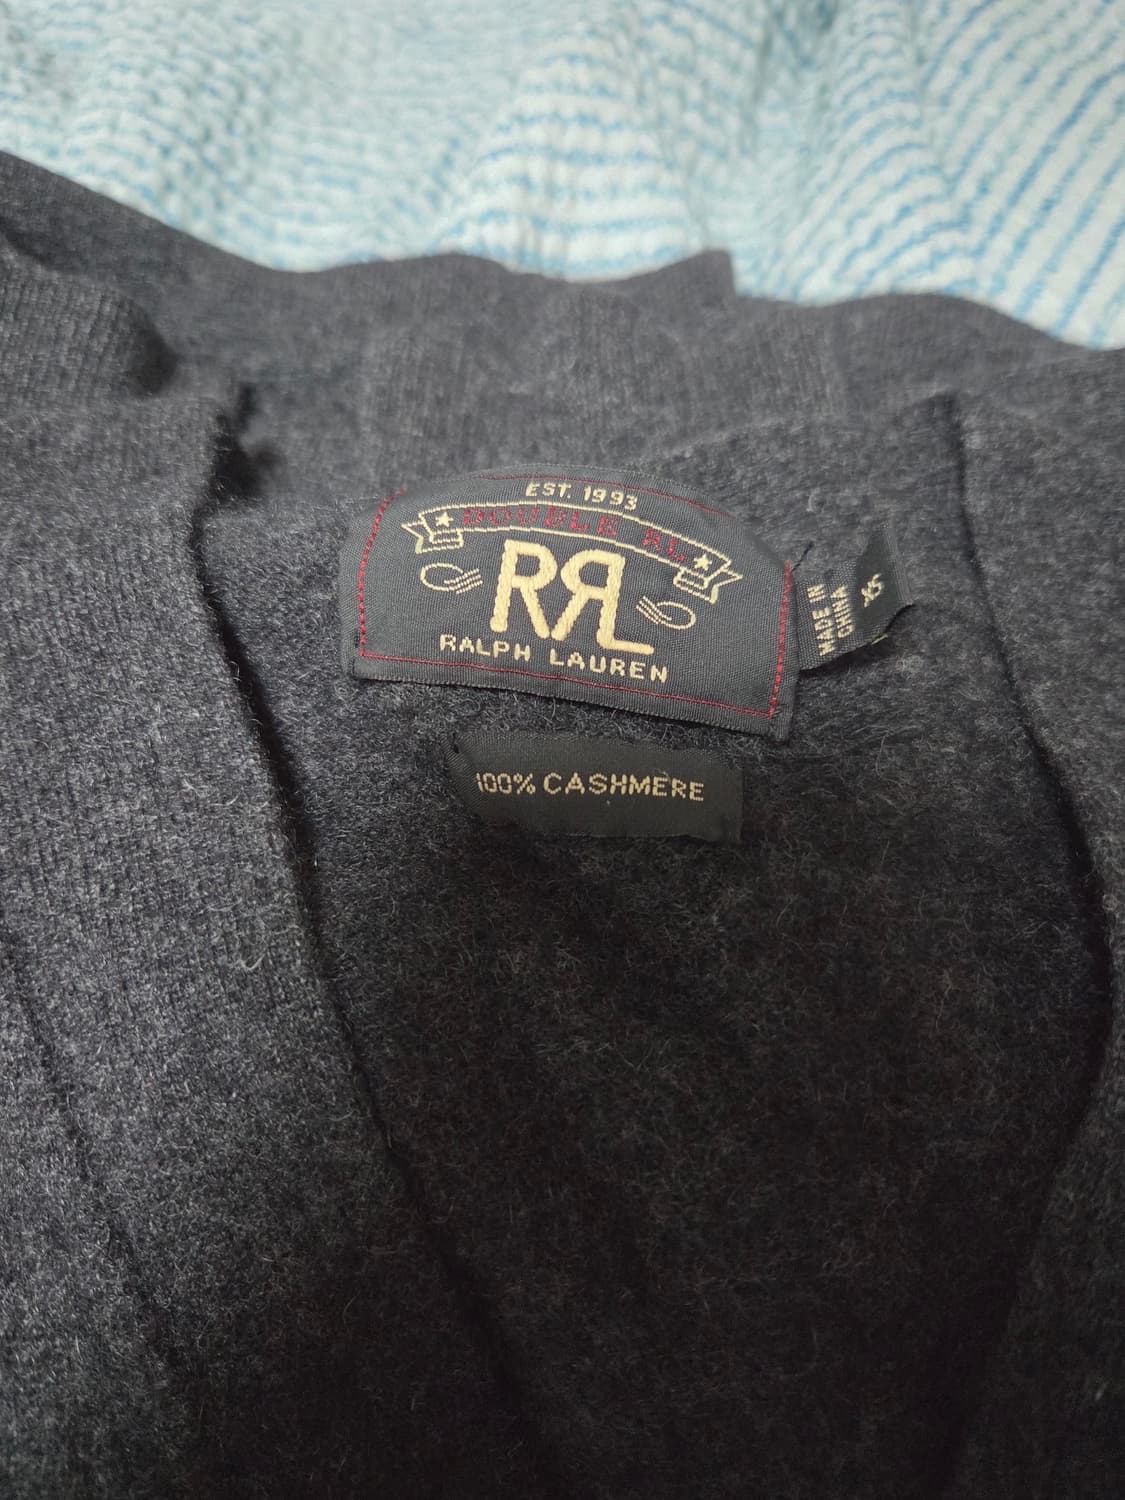 EST. 1993
DOUBLE RL
RRL
RALPH LAUREN
MADE IN
CHINA
XS
100% CASHMERE